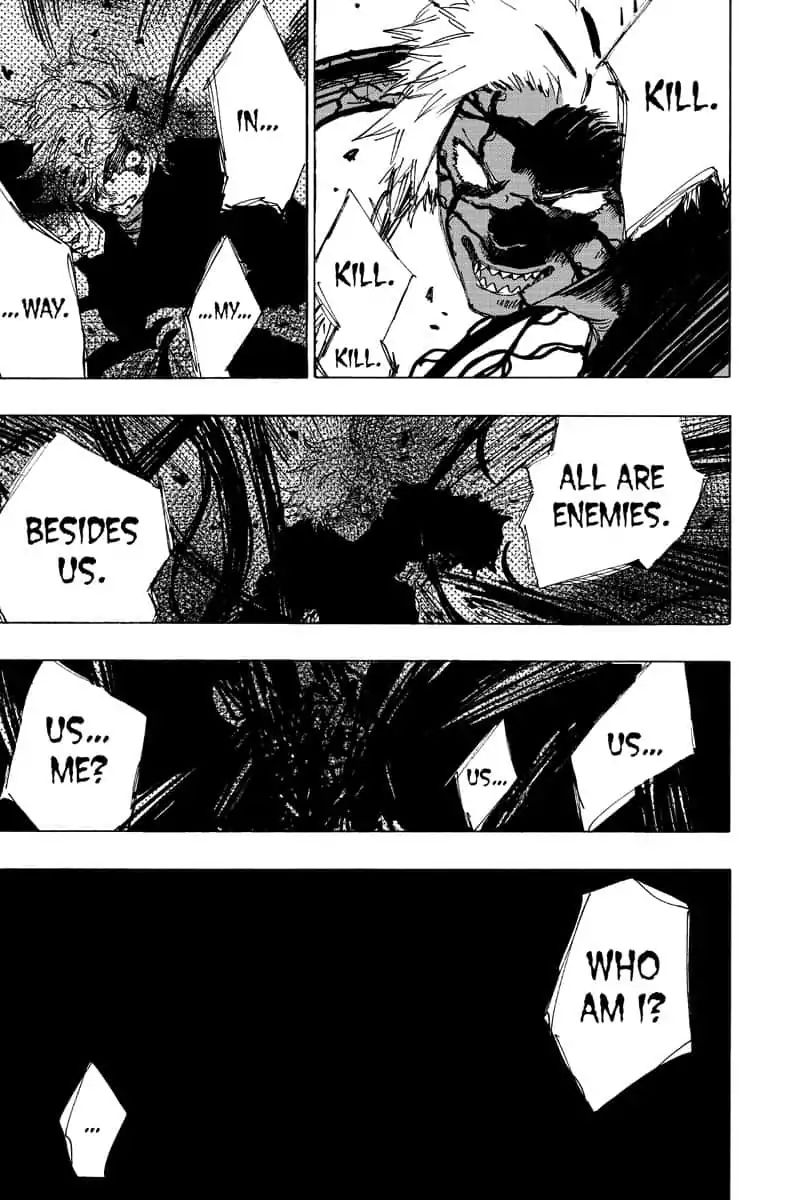 KILL.
KILL.
KILL.
IN...
...MY...
...WAY.
ALL ARE
ENEMIES.
BESIDES
US.
US...
US...
US...
ME?
WHO
AM I?
...